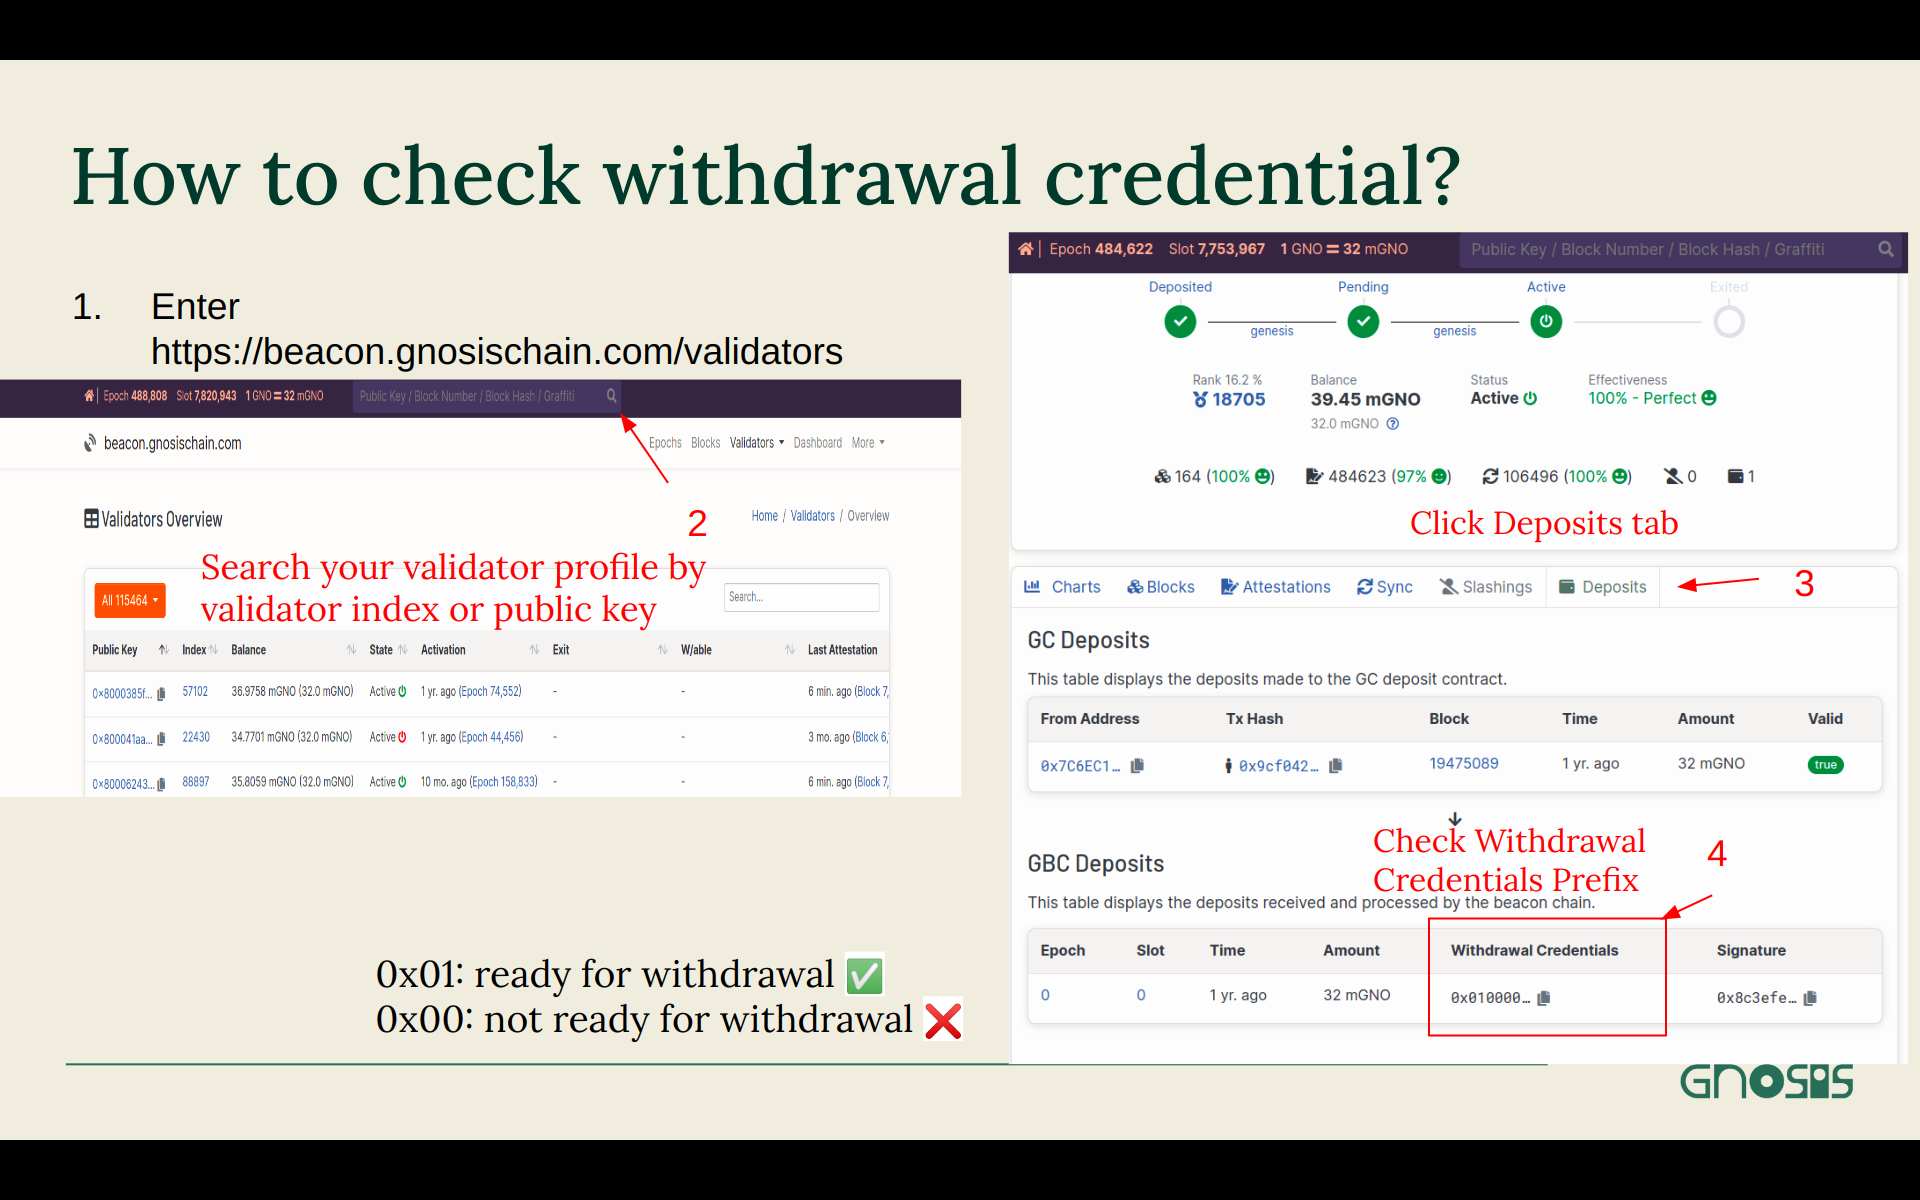 How to check withdrawal credential?
1. Enter
https://beacon.gnosischain.com/validators
Epoch 488,808 Slot 7,820,943 1 GNO = 32 mGNO Public Key / Block Number / Block Hash / Graffiti
beacon.gnosischain.com Epochs Blocks Validators Dashboard More
2
Validators Overview Home / Validators / Overview
Search your validator profile by
validator index or public key
All 115464 Search...
Public Key Index Balance State Activation Exit W/able Last Attestation
0x8000385f... 57102 36.9758 mGNO (32.0 mGNO) Active 1 yr. ago (Epoch 74,552) - - 6 min. ago (Block 7,
0x800041aa... 22430 34.7701 mGNO (32.0 mGNO) Active 1 yr. ago (Epoch 44,456) - - 3 mo. ago (Block 6,
0x80006243... 88897 35.8059 mGNO (32.0 mGNO) Active 10 mo. ago (Epoch 158,833) - - 6 min. ago (Block 7,
0x01: ready for withdrawal ✅
0x00: not ready for withdrawal ❌
Epoch 484,622 Slot 7,753,967 1 GNO = 32 mGNO Public Key / Block Number / Block Hash / Graffiti
Deposited Pending Active Exited
genesis genesis
Rank 16.2 % Balance Status Effectiveness
18705 39.45 mGNO Active 100% - Perfect
32.0 mGNO
164 (100%) 484623 (97%) 106496 (100%) 0 1
Click Deposits tab
Charts Blocks Attestations Sync Slashings Deposits 3
GC Deposits
This table displays the deposits made to the GC deposit contract.
From Address Tx Hash Block Time Amount Valid
0x7C6EC1… 0x9cf042… 19475089 1 yr. ago 32 mGNO true
Check Withdrawal 4
Credentials Prefix
GBC Deposits
This table displays the deposits received and processed by the beacon chain.
Epoch Slot Time Amount Withdrawal Credentials Signature
0 0 1 yr. ago 32 mGNO 0x010000… 0x8c3efe…
GNOSIS